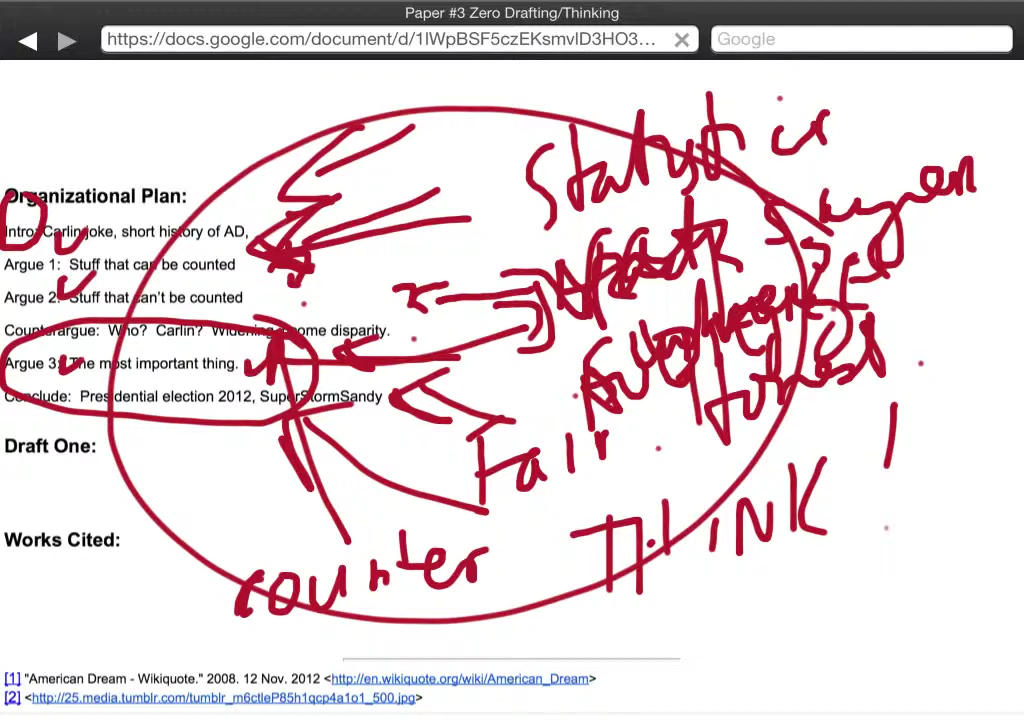 Paper #3 Zero Drafting/Thinking
https://docs.google.com/document/d/1lWpBSF5czEKsmvlD3HO3... Google
Organizational Plan:
Intro: Carlin joke, short history of AD,
Argue 1: Stuff that can be counted
Argue 2: Stuff that can't be counted
Counterargue: Who? Carlin? Widening income disparity.
Argue 3: The most important thing.
Conclude: Presidential election 2012, SuperStormSandy
Draft One:
Fair
THINK
Works Cited:
counter
[1] "American Dream - Wikiquote." 2008. 12 Nov. 2012 <http://en.wikiquote.org/wiki/American_Dream>
[2] <http://25.media.tumblr.com/tumblr_m6ctleP85h1qcp4a1o1_500.jpg>